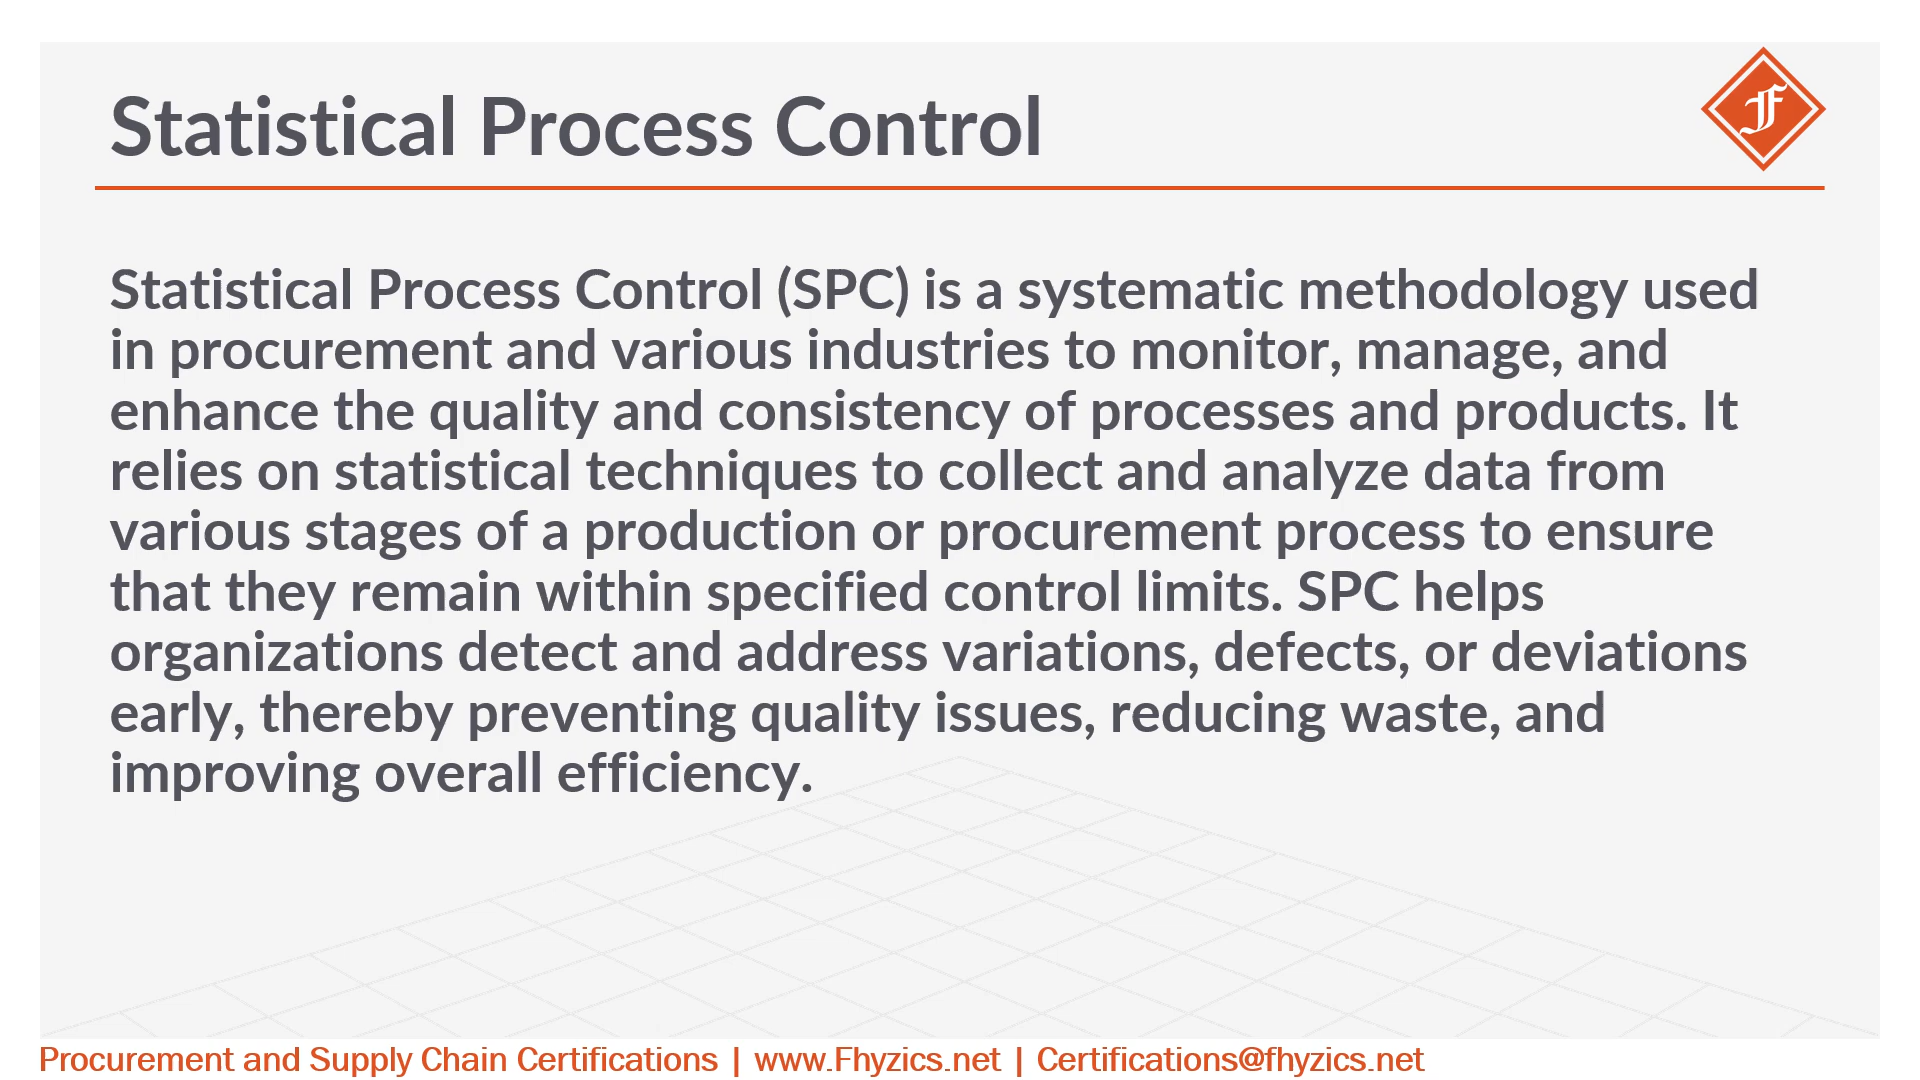 Statistical Process Control
Statistical Process Control (SPC) is a systematic methodology used
in procurement and various industries to monitor, manage, and
enhance the quality and consistency of processes and products. It
relies on statistical techniques to collect and analyze data from
various stages of a production or procurement process to ensure
that they remain within specified control limits. SPC helps
organizations detect and address variations, defects, or deviations
early, thereby preventing quality issues, reducing waste, and
improving overall efficiency.
Procurement and Supply Chain Certifications | www.Fhyzics.net | Certifications@fhyzics.net